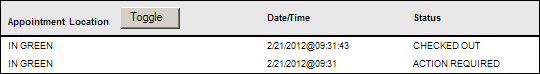 Appointment Location Toggle Date/Time Status
IN GREEN 2/21/2012@09:31:43 CHECKED OUT
IN GREEN 2/21/2012@09:31 ACTION REQUIRED